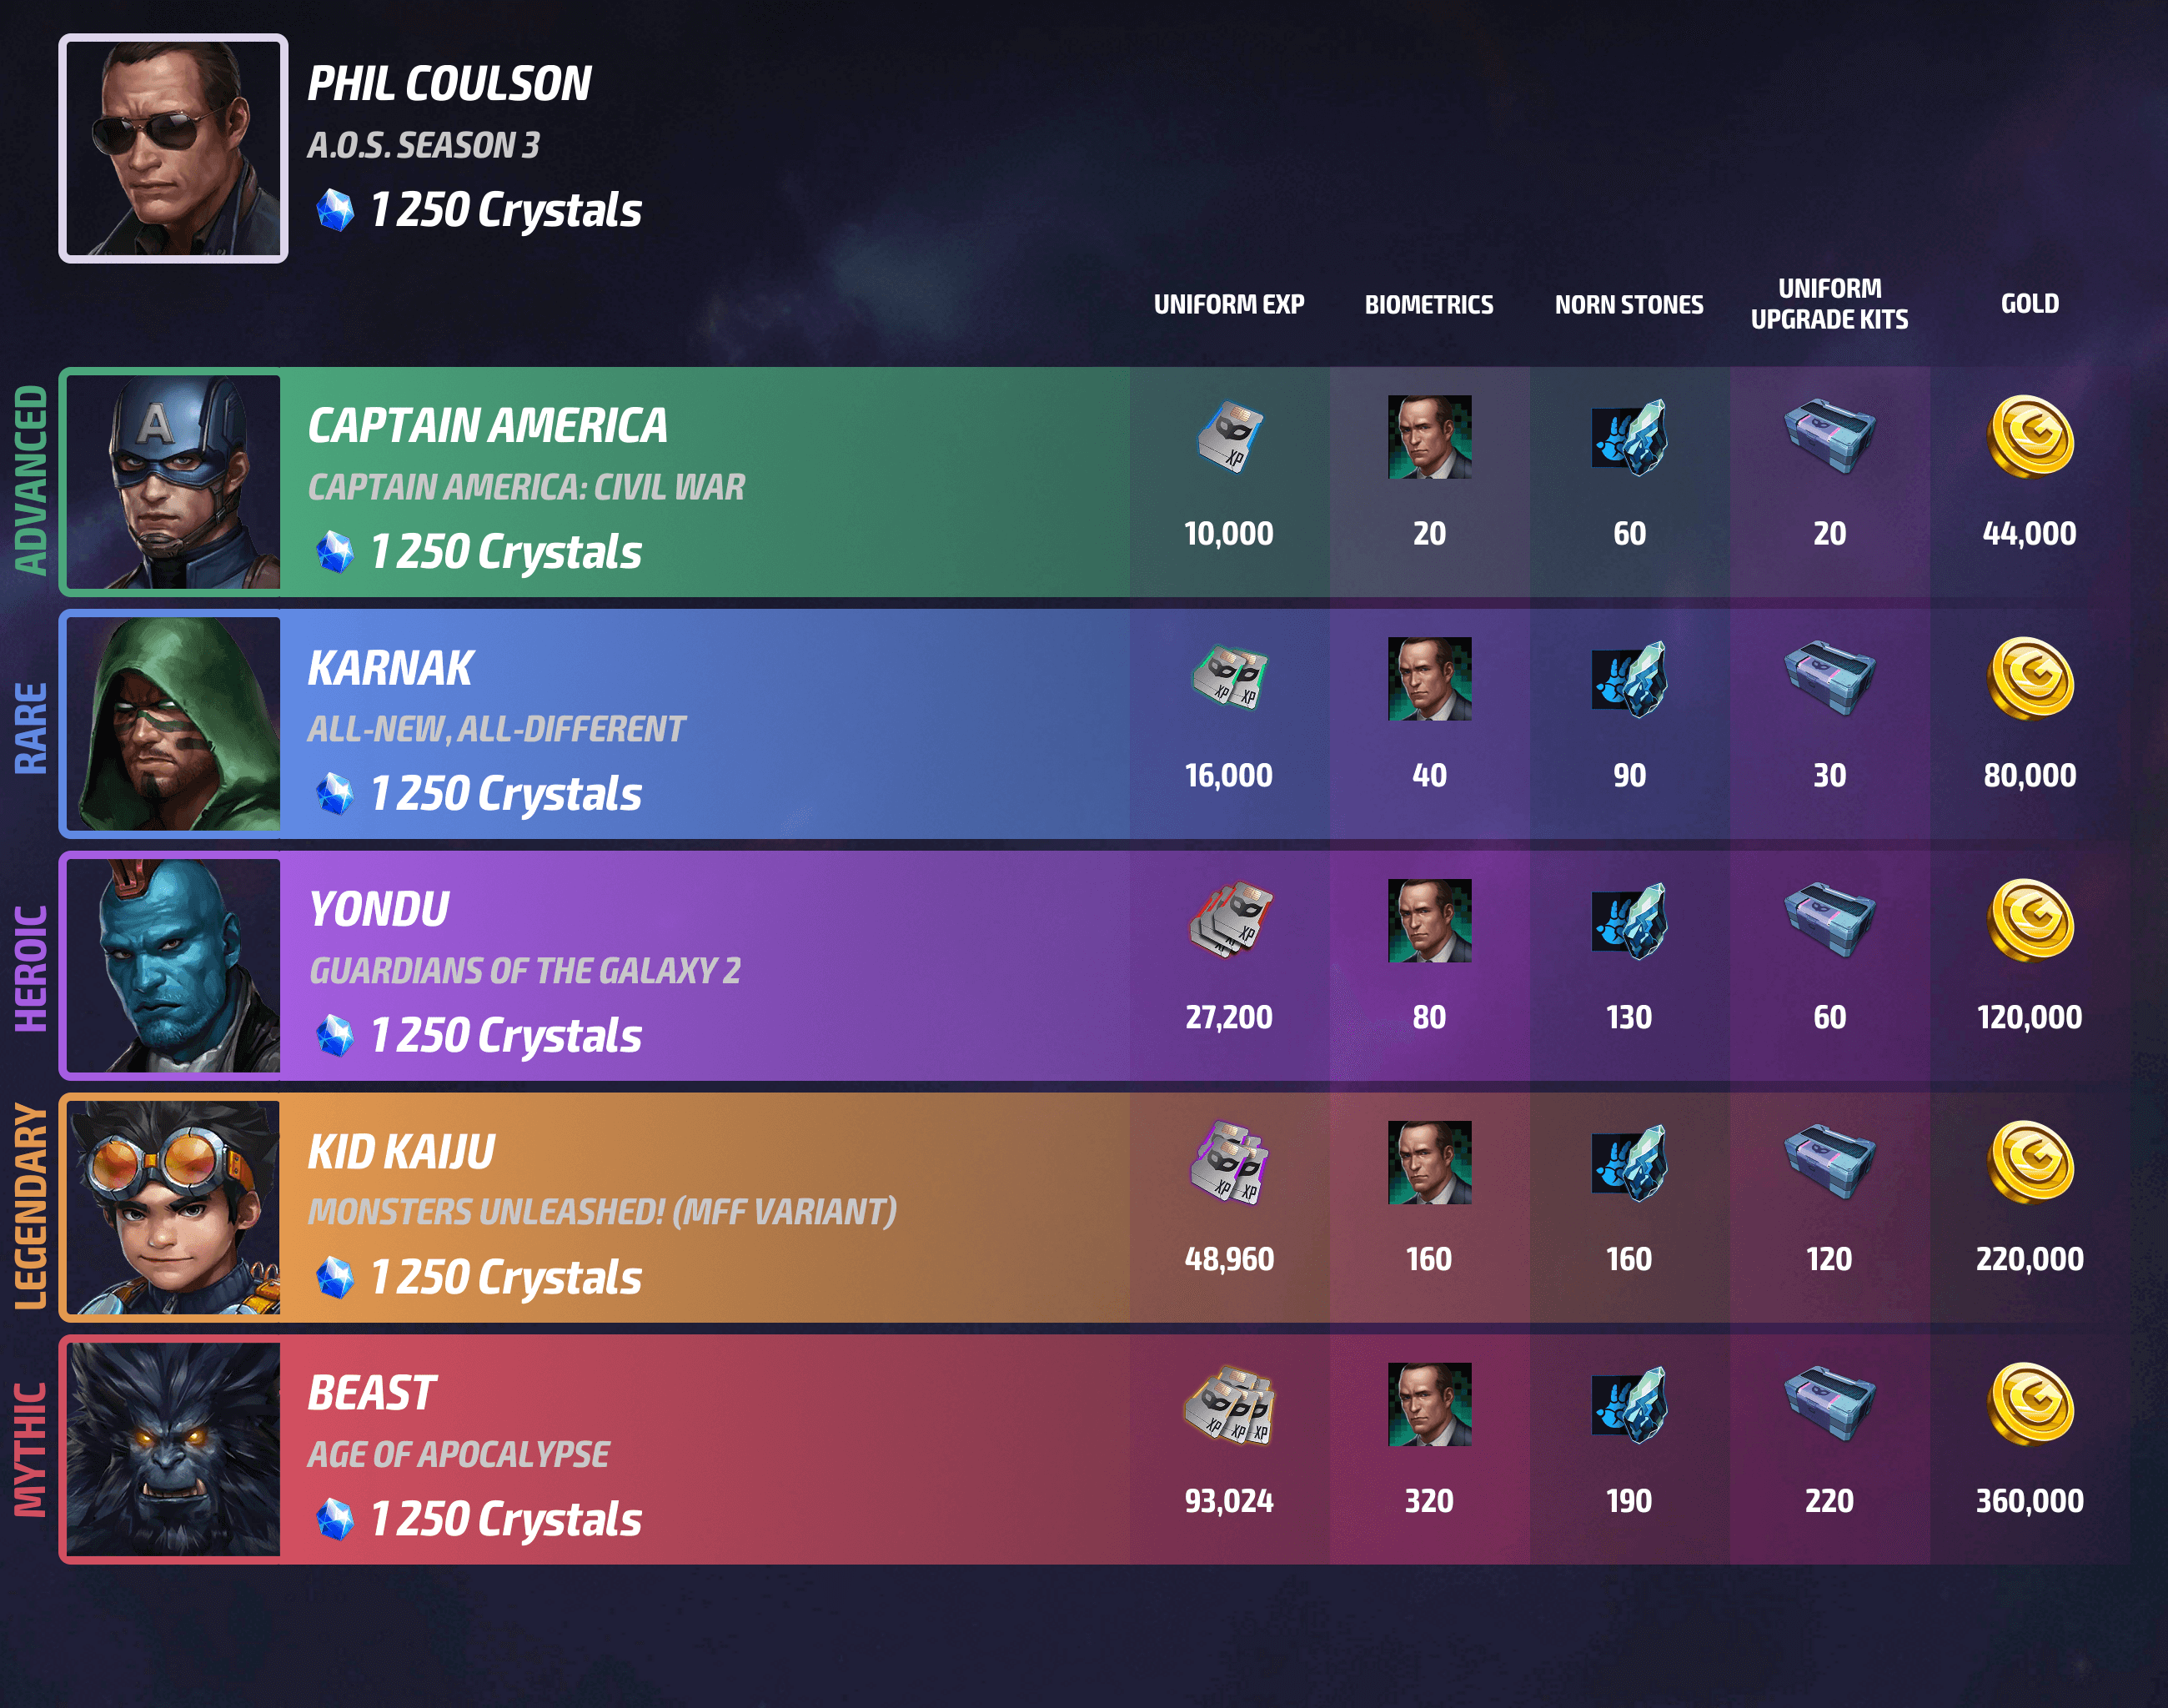 PHIL COULSON
A.O.S. SEASON 3
1 250 Crystals
UNIFORM EXP
BIOMETRICS
NORN STONES
UNIFORM
UPGRADE KITS
GOLD
ADVANCED
CAPTAIN AMERICA
CAPTAIN AMERICA: CIVIL WAR
1 250 Crystals
10,000
20
60
20
44,000
RARE
KARNAK
ALL-NEW, ALL-DIFFERENT
1 250 Crystals
16,000
40
90
30
80,000
HEROIC
YONDU
GUARDIANS OF THE GALAXY 2
1 250 Crystals
27,200
80
130
60
120,000
LEGENDARY
KID KAIJU
MONSTERS UNLEASHED! (MFF VARIANT)
1 250 Crystals
48,960
160
160
120
220,000
MYTHIC
BEAST
AGE OF APOCALYPSE
1 250 Crystals
93,024
320
190
220
360,000